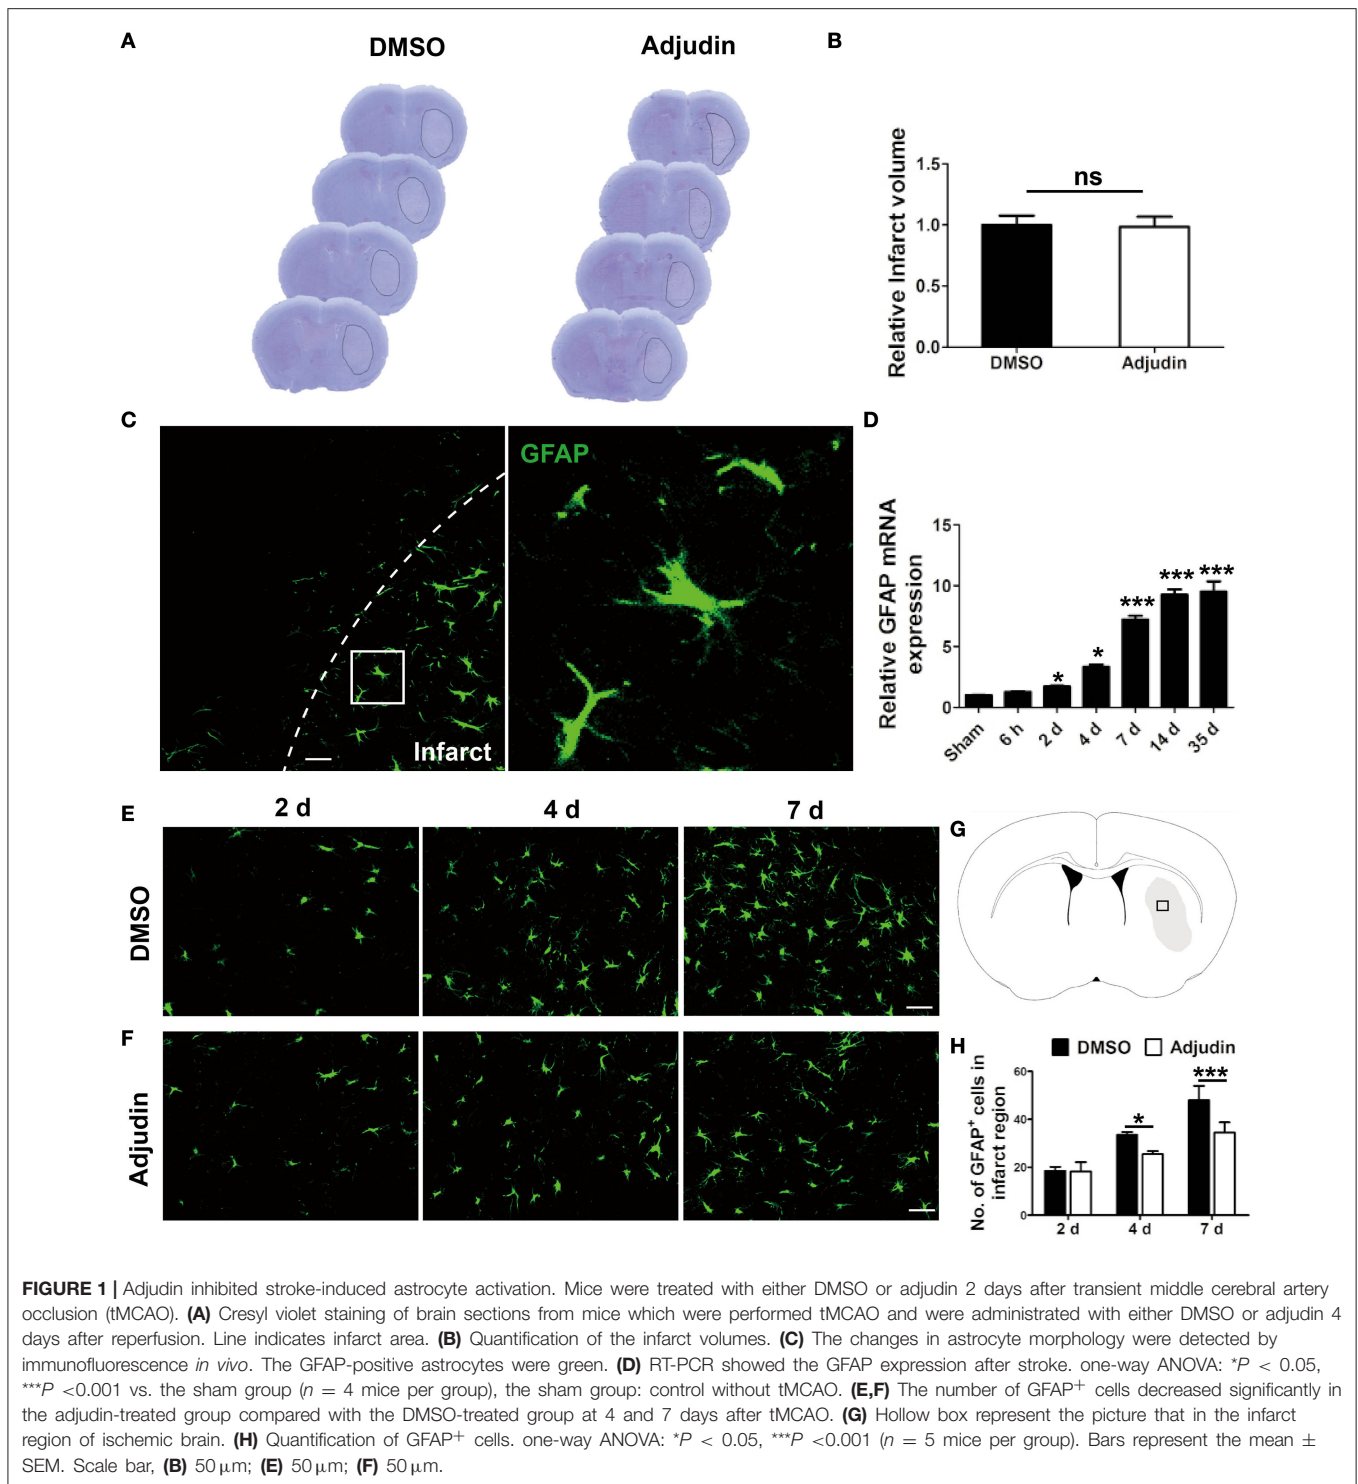 A
DMSO
Adjudin
B
Relative Infarct volume
1.5
1.0
0.5
0.0
ns
DMSO
Adjudin
C
GFAP
Infarct
D
Relative GFAP mRNA
expression
15
10
5
0
*
*
***
***
***
Sham
6 h
2 d
4 d
7 d
14 d
35 d
E
2 d
4 d
7 d
DMSO
F
Adjudin
G
H
DMSO
Adjudin
No. of GFAP⁺ cells in
infarct region
60
40
20
0
*
***
2 d
4 d
7 d
FIGURE 1 | Adjudin inhibited stroke-induced astrocyte activation. Mice were treated with either DMSO or adjudin 2 days after transient middle cerebral artery
occlusion (tMCAO). (A) Cresyl violet staining of brain sections from mice which were performed tMCAO and were administrated with either DMSO or adjudin 4
days after reperfusion. Line indicates infarct area. (B) Quantification of the infarct volumes. (C) The changes in astrocyte morphology were detected by
immunofluorescence in vivo. The GFAP-positive astrocytes were green. (D) RT-PCR showed the GFAP expression after stroke. one-way ANOVA: *P < 0.05,
***P <0.001 vs. the sham group (n = 4 mice per group), the sham group: control without tMCAO. (E,F) The number of GFAP⁺ cells decreased significantly in
the adjudin-treated group compared with the DMSO-treated group at 4 and 7 days after tMCAO. (G) Hollow box represent the picture that in the infarct
region of ischemic brain. (H) Quantification of GFAP⁺ cells. one-way ANOVA: *P < 0.05, ***P <0.001 (n = 5 mice per group). Bars represent the mean ±
SEM. Scale bar, (B) 50 μm; (E) 50 μm; (F) 50 μm.